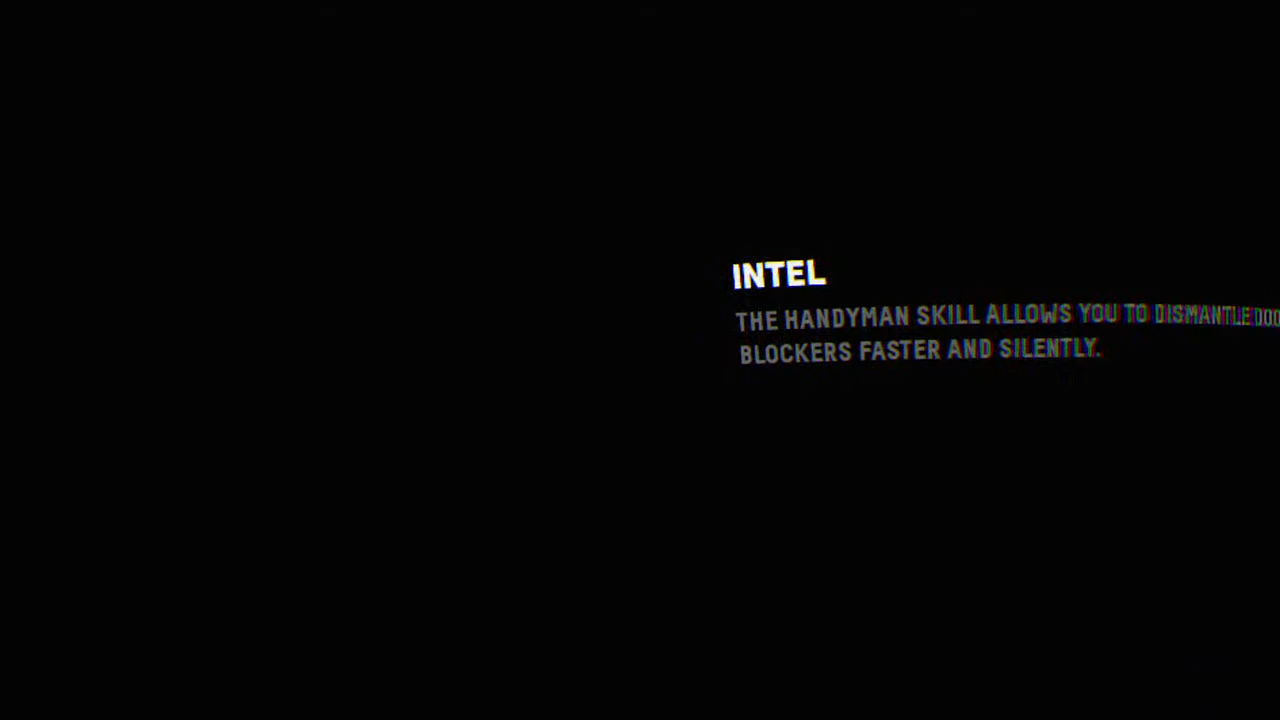 INTEL
THE HANDYMAN SKILL ALLOWS YOU TO DISMANTLE
BLOCKERS FASTER AND SILENTLY.